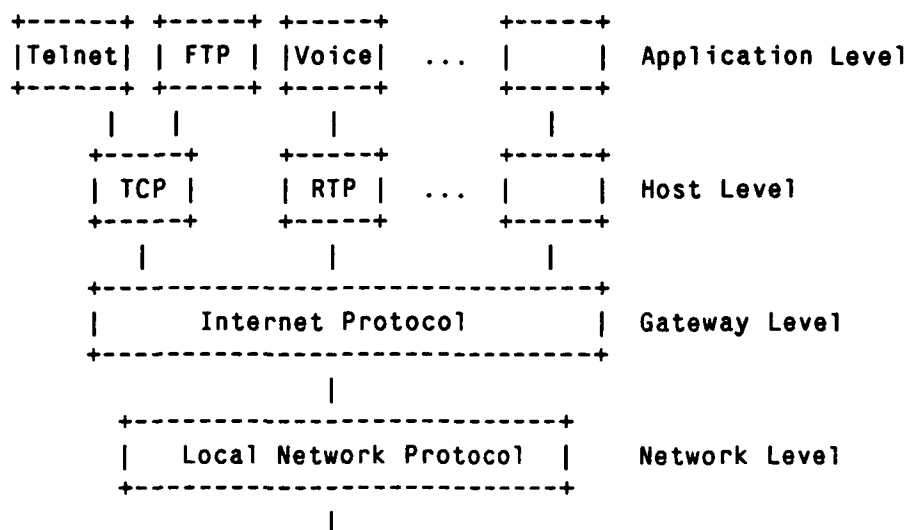 +------+ +-----+ +-----+       +-----+
|Telnet| | FTP | |Voice|  ...  |     |  Application Level
+------+ +-----+ +-----+       +-----+
      |   |         |             |
     +-----+     +-----+       +-----+
     | TCP |     | RTP |  ...  |     |  Host Level
     +-----+     +-----+       +-----+
        |           |             |
     +-------------------------------+
     |      Internet Protocol        |  Gateway Level
     +-------------------------------+
                    |
       +---------------------------+
       |   Local Network Protocol  |    Network Level
       +---------------------------+
                    |